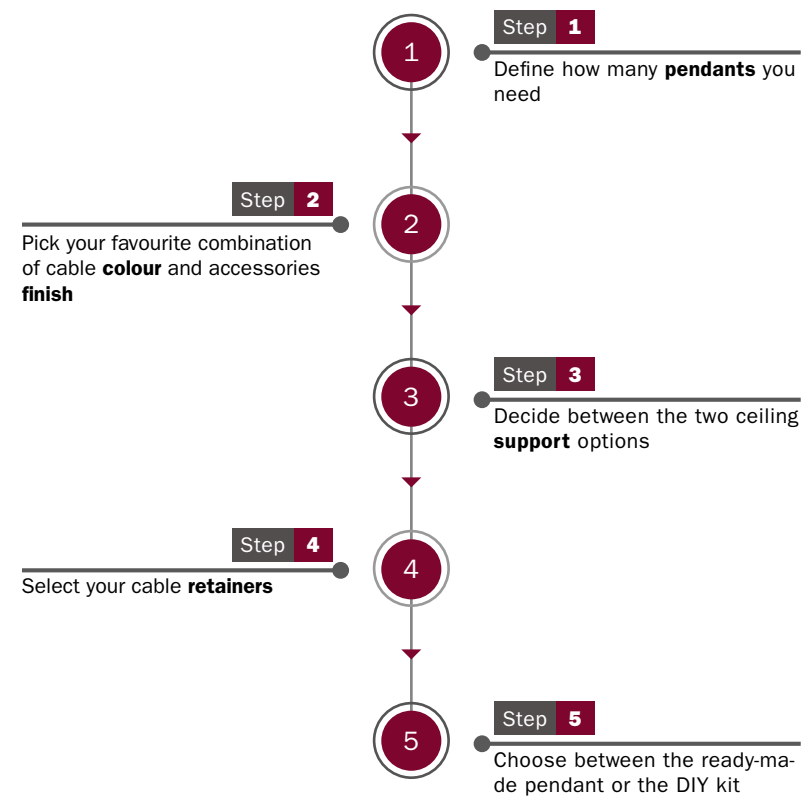 1
Step 1
Define how many pendants you
need
Step 2
2
Pick your favourite combination
of cable colour and accessories
finish
3
Step 3
Decide between the two ceiling
support options
Step 4
4
Select your cable retainers
5
Step 5
Choose between the ready-ma-
de pendant or the DIY kit